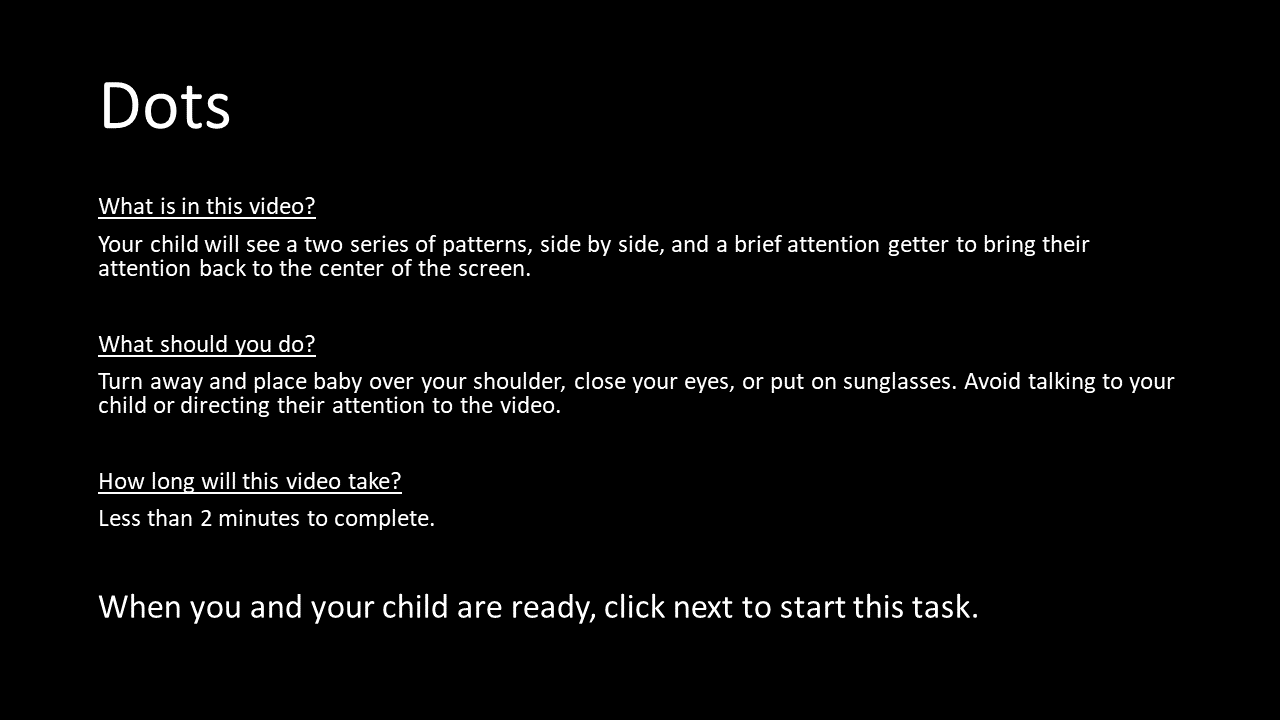 Dots
What is in this video?
Your child will see a two series of patterns, side by side, and a brief attention getter to bring their
attention back to the center of the screen.
What should you do?
Turn away and place baby over your shoulder, close your eyes, or put on sunglasses. Avoid talking to your
child or directing their attention to the video.
How long will this video take?
Less than 2 minutes to complete.
When you and your child are ready, click next to start this task.